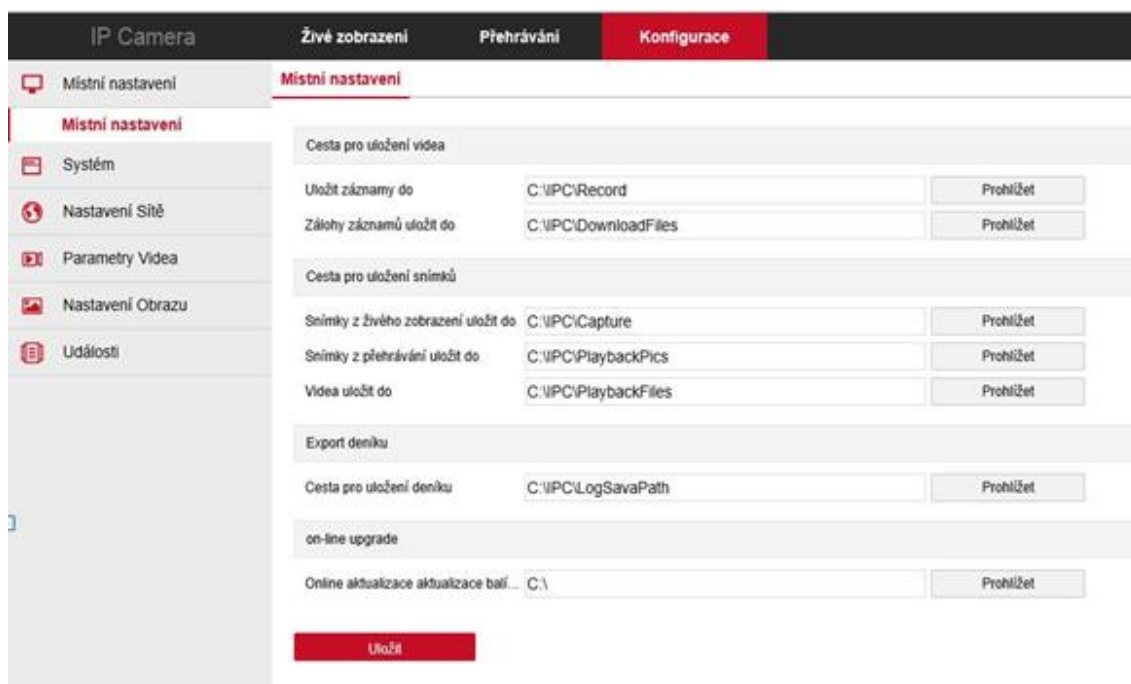 IP Camera
Živé zobrazení
Přehrávání
Konfigurace
Místní nastavení
Místní nastavení
Systém
Nastavení Sítě
Parametry Videa
Nastavení Obrazu
Události
Místní nastavení
Cesta pro uložení videa
Uložit záznamy do C:\IPC\Record Prohlížet
Zálohy záznamů uložit do C:\IPC\DownloadFiles Prohlížet
Cesta pro uložení snímků
Snímky z živého zobrazení uložit do C:\IPC\Capture Prohlížet
Snímky z přehrávání uložit do C:\IPC\PlaybackPics Prohlížet
Videa uložit do C:\IPC\PlaybackFiles Prohlížet
Export deníku
Cesta pro uložení deníku C:\IPC\LogSavaPath Prohlížet
on-line upgrade
Online aktualizace aktualizace balí... C:\ Prohlížet
Uložit